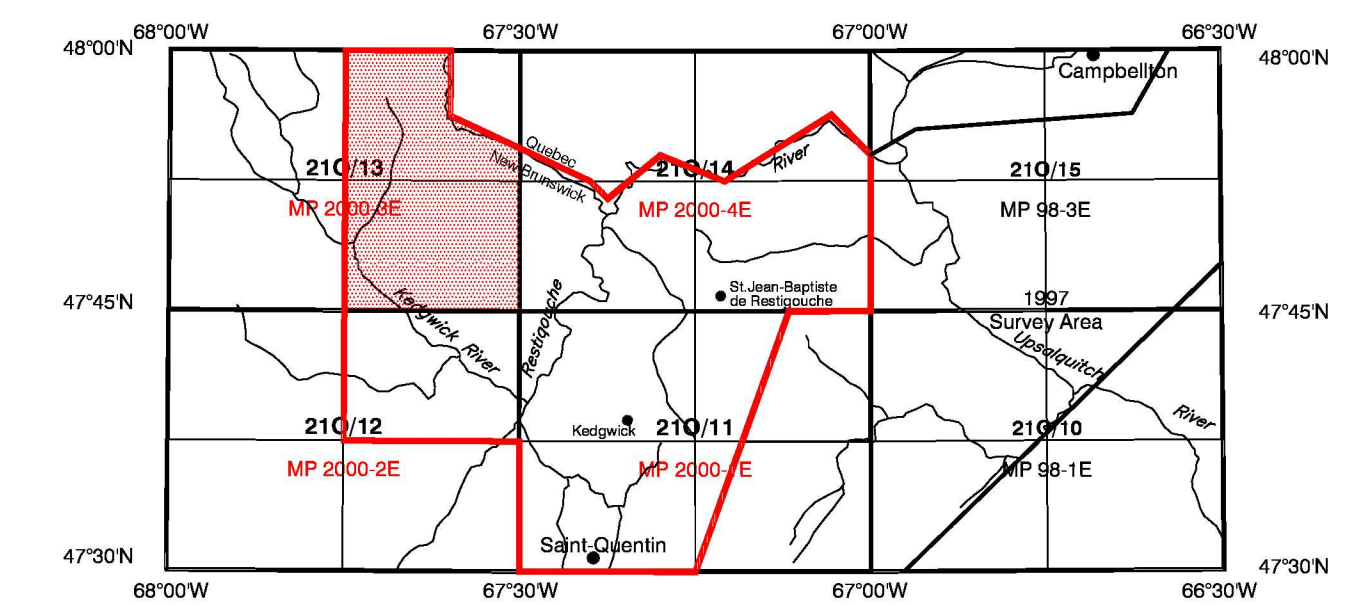 68°00'W 67°30'W 67°00'W 66°30'W
48°00'N 48°00'N
Campbellton
Quebec
New Brunswick
River
21O/13 21O/14 21O/15
MP 2000-3E MP 2000-4E MP 98-3E
St.Jean-Baptiste
de Restigouche
Kedgwick River
Restigouche
1997
Survey Area
47°45'N 47°45'N
Upsalquitch River
Kedgwick
21O/12 21O/11 21O/10
MP 2000-2E MP 2000-1E MP 98-1E
Saint-Quentin
47°30'N 47°30'N
68°00'W 67°30'W 67°00'W 66°30'W